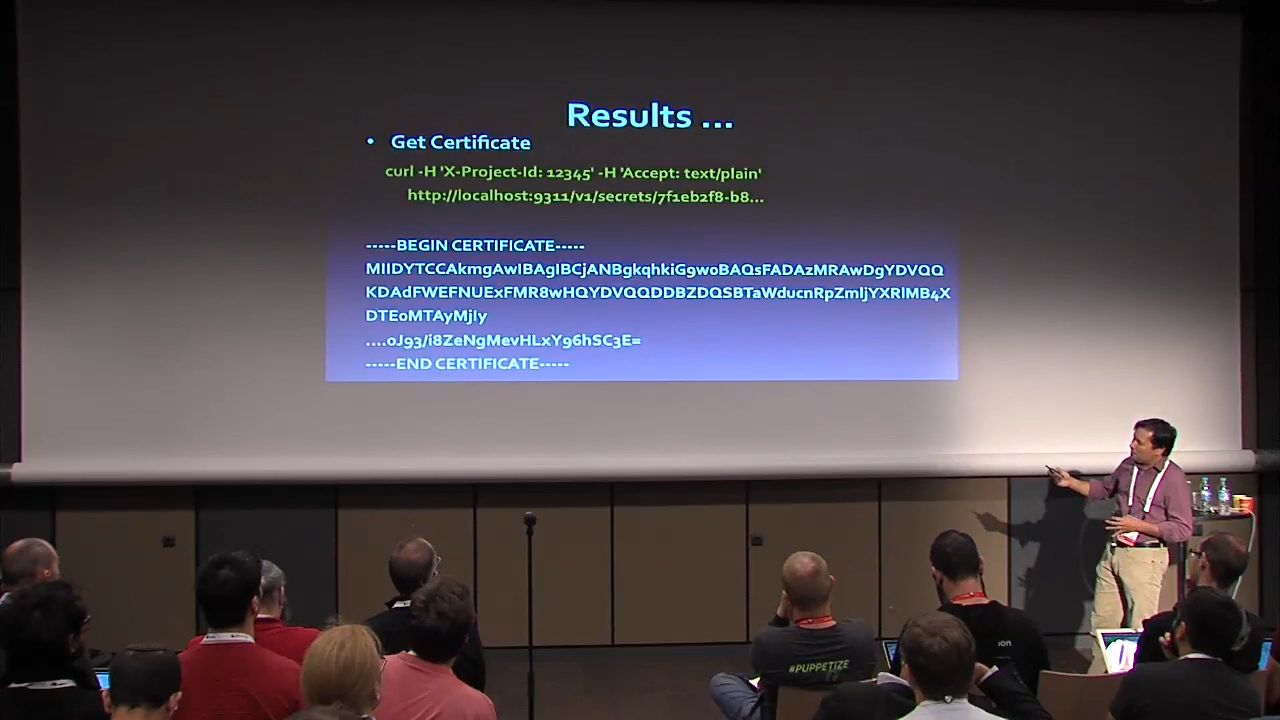 Results ...
• Get Certificate
curl -H 'X-Project-Id: 12345' -H 'Accept: text/plain'
http://localhost:9311/v1/secrets/7f1eb2f8-b8...
-----BEGIN CERTIFICATE-----
MIIDYTCCAkmgAwIBAgIBCjANBgkqhkiG9w0BAQsFADAzMRAwDgYDVQQ
KDAdFWEFNUExFMR8wHQYDVQQDDBZDQSBTaWducnRpZmljYXRlMB4X
DTE0MTAyMjIy
....oJ93/i8ZeNgMevHLxY96hSC3E=
-----END CERTIFICATE-----
#PUPPETIZE
ion